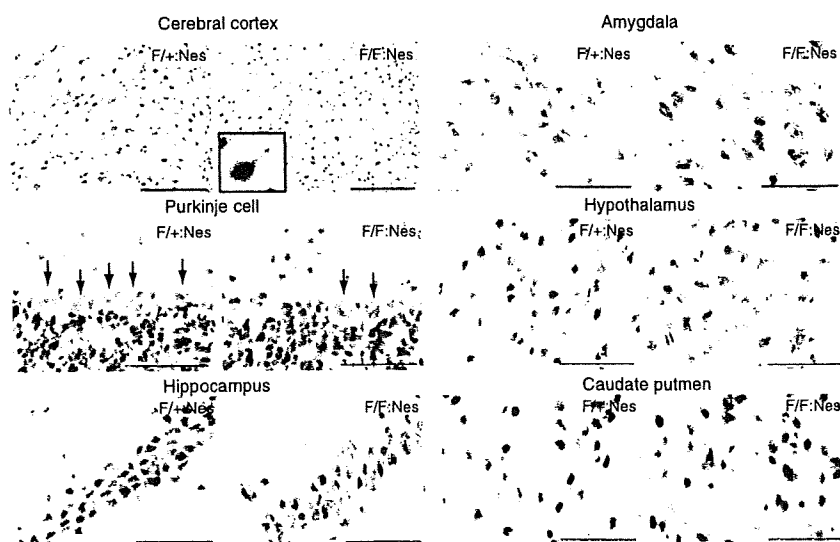 Cerebral cortex
F/+:Nes
F/F:Nes
Amygdala
F/+:Nes
F/F:Nes
Purkinje cell
F/+:Nes
F/F:Nes
Hypothalamus
F/+:Nes
F/F:Nes
Hippocampus
F/+:Nes
F/F:Nes
Caudate putmen
F/+:Nes
F/F:Nes